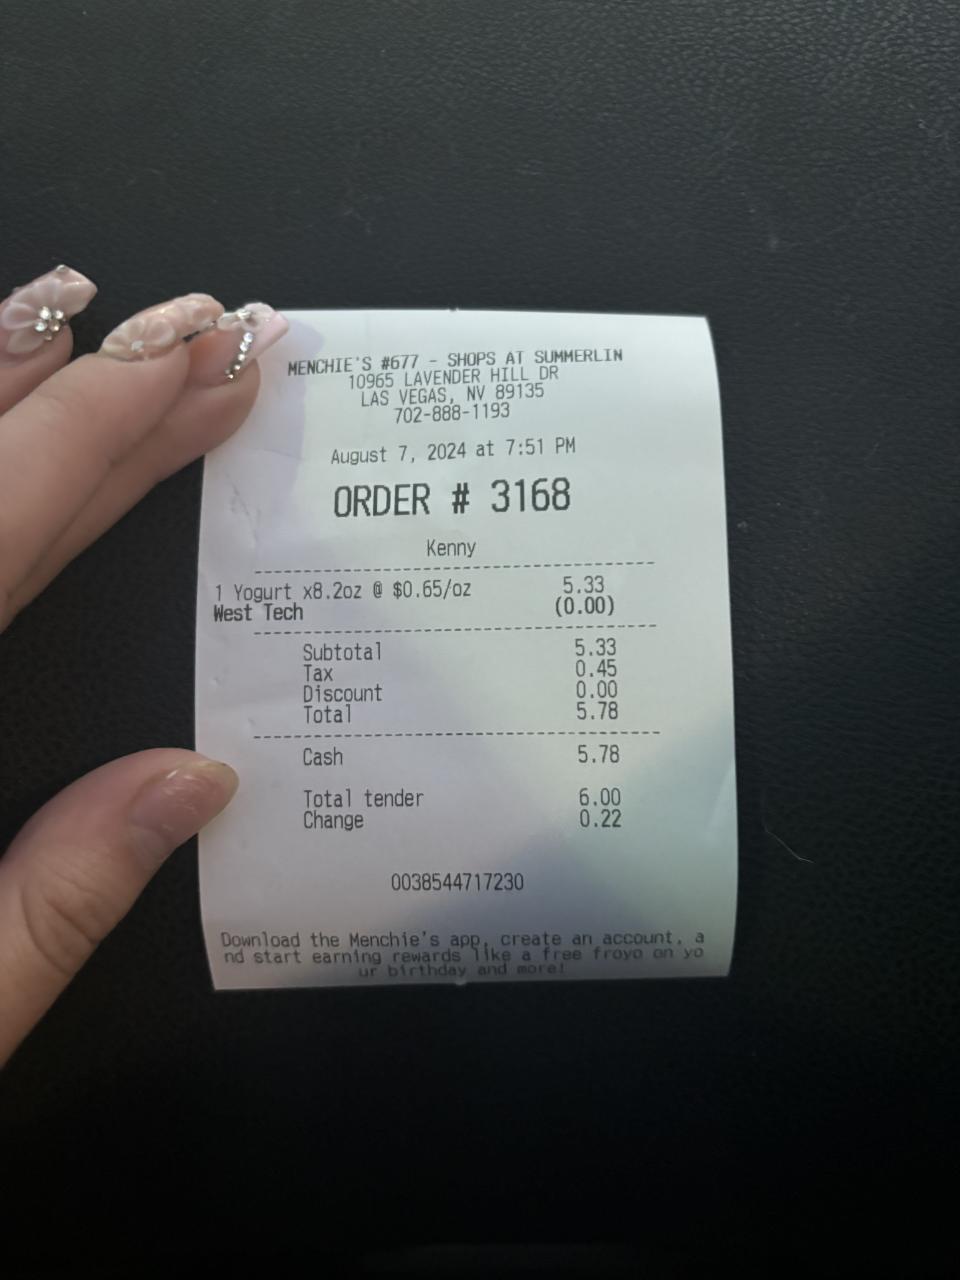 MENCHIE'S #677 - SHOPS AT SUMMERLIN
10965 LAVENDER HILL DR
LAS VEGAS, NV 89135
702-888-1193
August 7, 2024 at 7:51 PM
ORDER # 3168
Kenny
1 Yogurt x8.2oz @ $0.65/oz 5.33
West Tech (0.00)
Subtotal 5.33
Tax 0.45
Discount 0.00
Total 5.78
Cash 5.78
Total tender 6.00
Change 0.22
0038544717230
Download the Menchie's app, create an account, a
nd start earning rewards like a free froyo on yo
ur birthday and more!